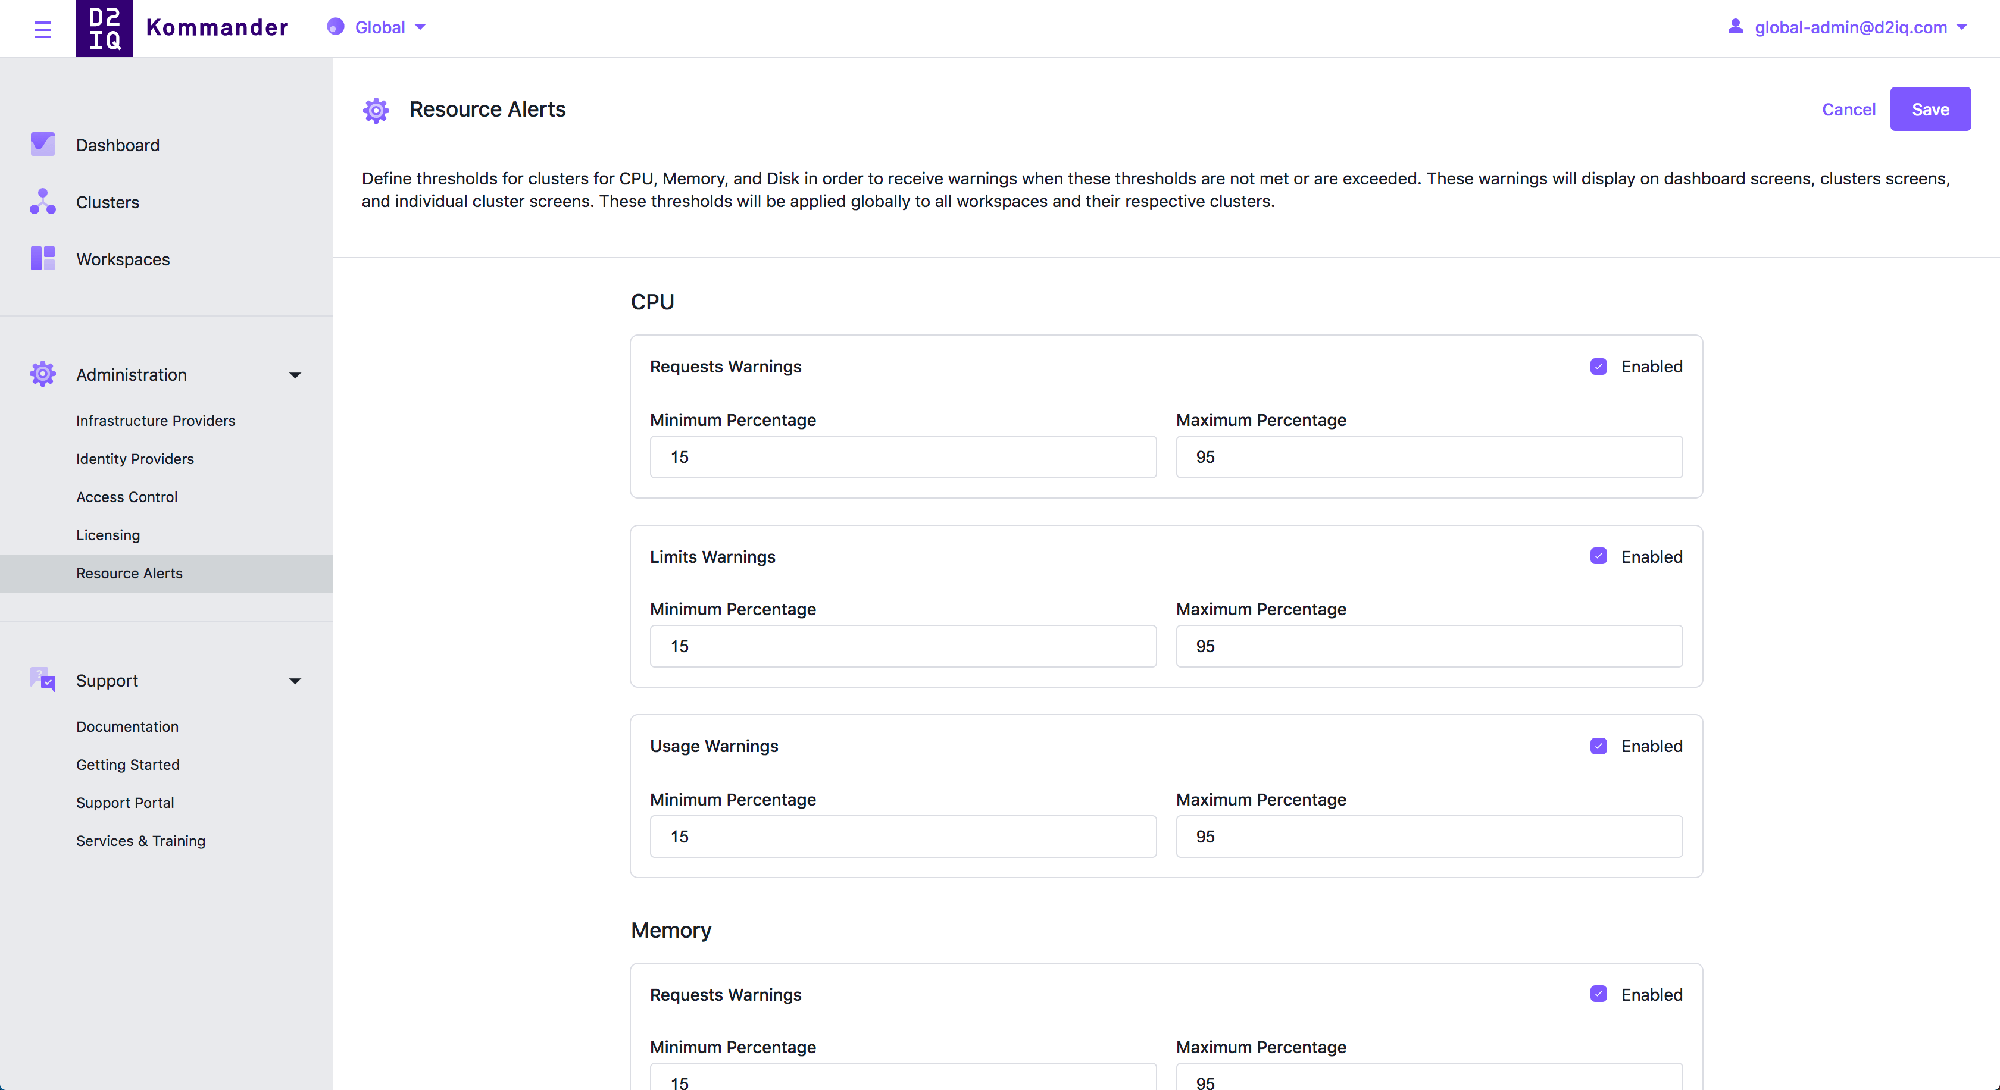 D2
IQ
Kommander
Global
global-admin@d2iq.com
Dashboard
Clusters
Workspaces
Administration
Infrastructure Providers
Identity Providers
Access Control
Licensing
Resource Alerts
Support
Documentation
Getting Started
Support Portal
Services & Training
Resource Alerts
Cancel
Save
Define thresholds for clusters for CPU, Memory, and Disk in order to receive warnings when these thresholds are not met or are exceeded. These warnings will display on dashboard screens, clusters screens,
and individual cluster screens. These thresholds will be applied globally to all workspaces and their respective clusters.
CPU
Requests Warnings
Enabled
Minimum Percentage
Maximum Percentage
15
95
Limits Warnings
Enabled
Minimum Percentage
Maximum Percentage
15
95
Usage Warnings
Enabled
Minimum Percentage
Maximum Percentage
15
95
Memory
Requests Warnings
Enabled
Minimum Percentage
Maximum Percentage
15
95